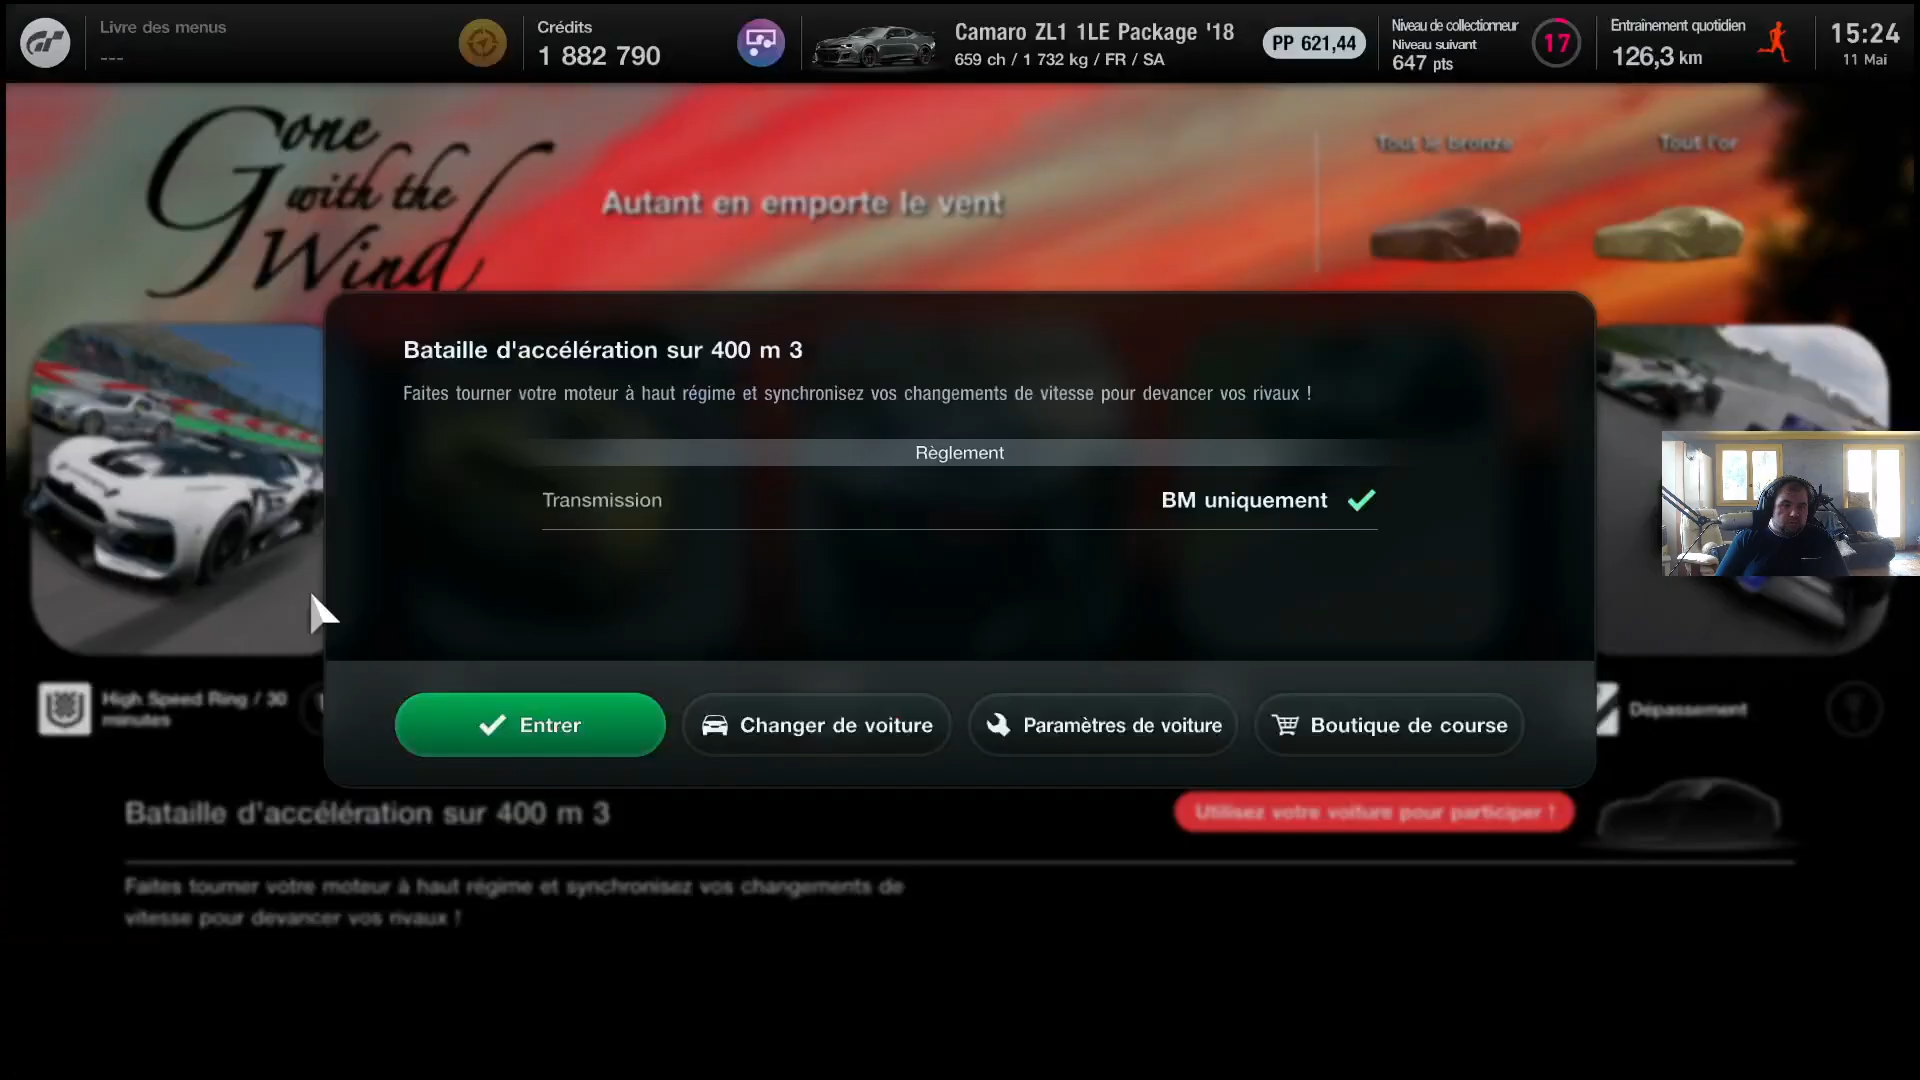 Livre des menus
---
Crédits
1 882 790
Camaro ZL1 1LE Package '18
659 ch / 1 732 kg / FR / SA
PP 621,44
Niveau de collectionneur
Niveau suivant
647 pts
17
Entraînement quotidien
126,3 km
15:24
11 Mai
Gone
with the
Wind
Autant en emporte le vent
Tout le bronze
Tout l'or
Bataille d'accélération sur 400 m 3
Faites tourner votre moteur à haut régime et synchronisez vos changements de vitesse pour devancer vos rivaux !
Règlement
Transmission
BM uniquement
High Speed Ring / 30
minutes
Entrer
Changer de voiture
Paramètres de voiture
Boutique de course
Dépassement
Bataille d'accélération sur 400 m 3
Utilisez votre voiture pour participer !
Faites tourner votre moteur à haut régime et synchronisez vos changements de
vitesse pour devancer vos rivaux !